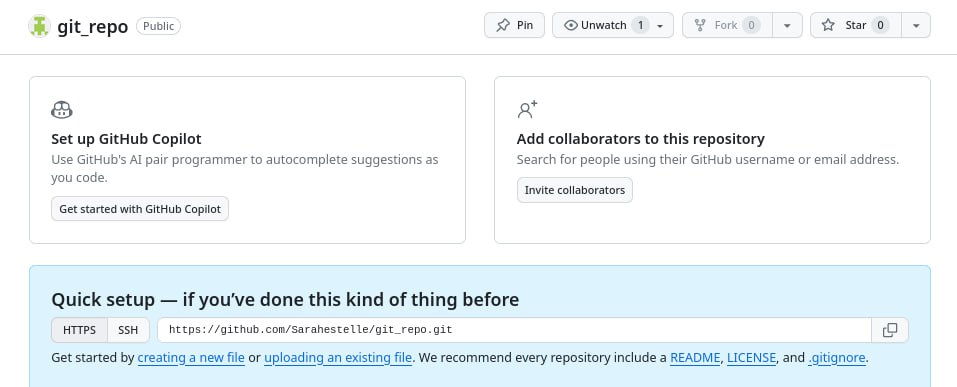 git_repo Public Pin Unwatch 1 Fork 0 Star 0
Set up GitHub Copilot
Use GitHub's AI pair programmer to autocomplete suggestions as
you code.
Get started with GitHub Copilot
Add collaborators to this repository
Search for people using their GitHub username or email address.
Invite collaborators
Quick setup — if you’ve done this kind of thing before
HTTPS SSH https://github.com/Sarahestelle/git_repo.git
Get started by creating a new file or uploading an existing file. We recommend every repository include a README, LICENSE, and .gitignore.